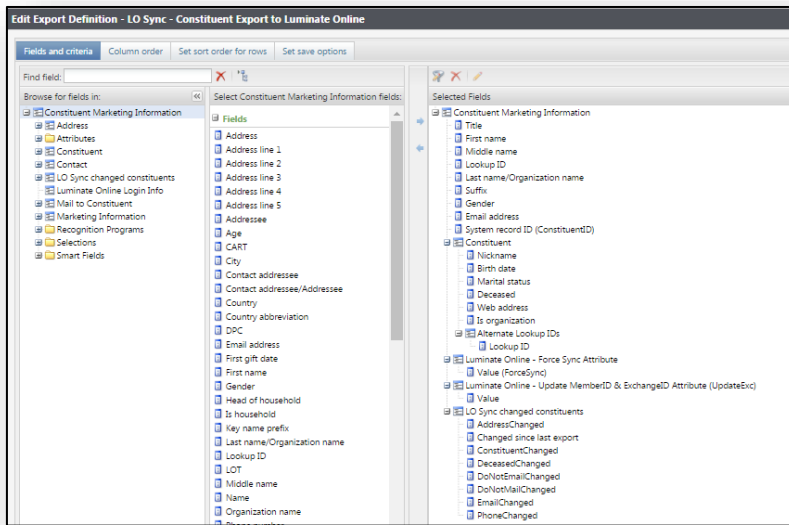 Edit Export Definition - LO Sync - Constituent Export to Luminate Online
Fields and criteria
Column order
Set sort order for rows
Set save options
Find field:
Browse for fields in:
Constituent Marketing Information
Address
Attributes
Constituent
Contact
LO Sync changed constituents
Luminate Online Login Info
Mail to Constituent
Marketing Information
Recognition Programs
Selections
Smart Fields
Select Constituent Marketing Information fields:
Fields
Address
Address line 1
Address line 2
Address line 3
Address line 4
Address line 5
Addressee
Age
CART
City
Contact addressee
Contact addressee/Addressee
Country
Country abbreviation
DPC
Email address
First gift date
First name
Gender
Head of household
Is household
Key name prefix
Last name/Organization name
Lookup ID
LOT
Middle name
Name
Organization name
Phone number
Selected Fields
Constituent Marketing Information
Title
First name
Middle name
Lookup ID
Last name/Organization name
Suffix
Gender
Email address
System record ID (ConstituentID)
Constituent
Nickname
Birth date
Marital status
Deceased
Web address
Is organization
Alternate Lookup IDs
Lookup ID
Luminate Online - Force Sync Attribute
Value (ForceSync)
Luminate Online - Update MemberID & ExchangeID Attribute (UpdateExc)
Value
LO Sync changed constituents
AddressChanged
Changed since last export
ConstituentChanged
DeceasedChanged
DoNotEmailChanged
DoNotMailChanged
EmailChanged
PhoneChanged